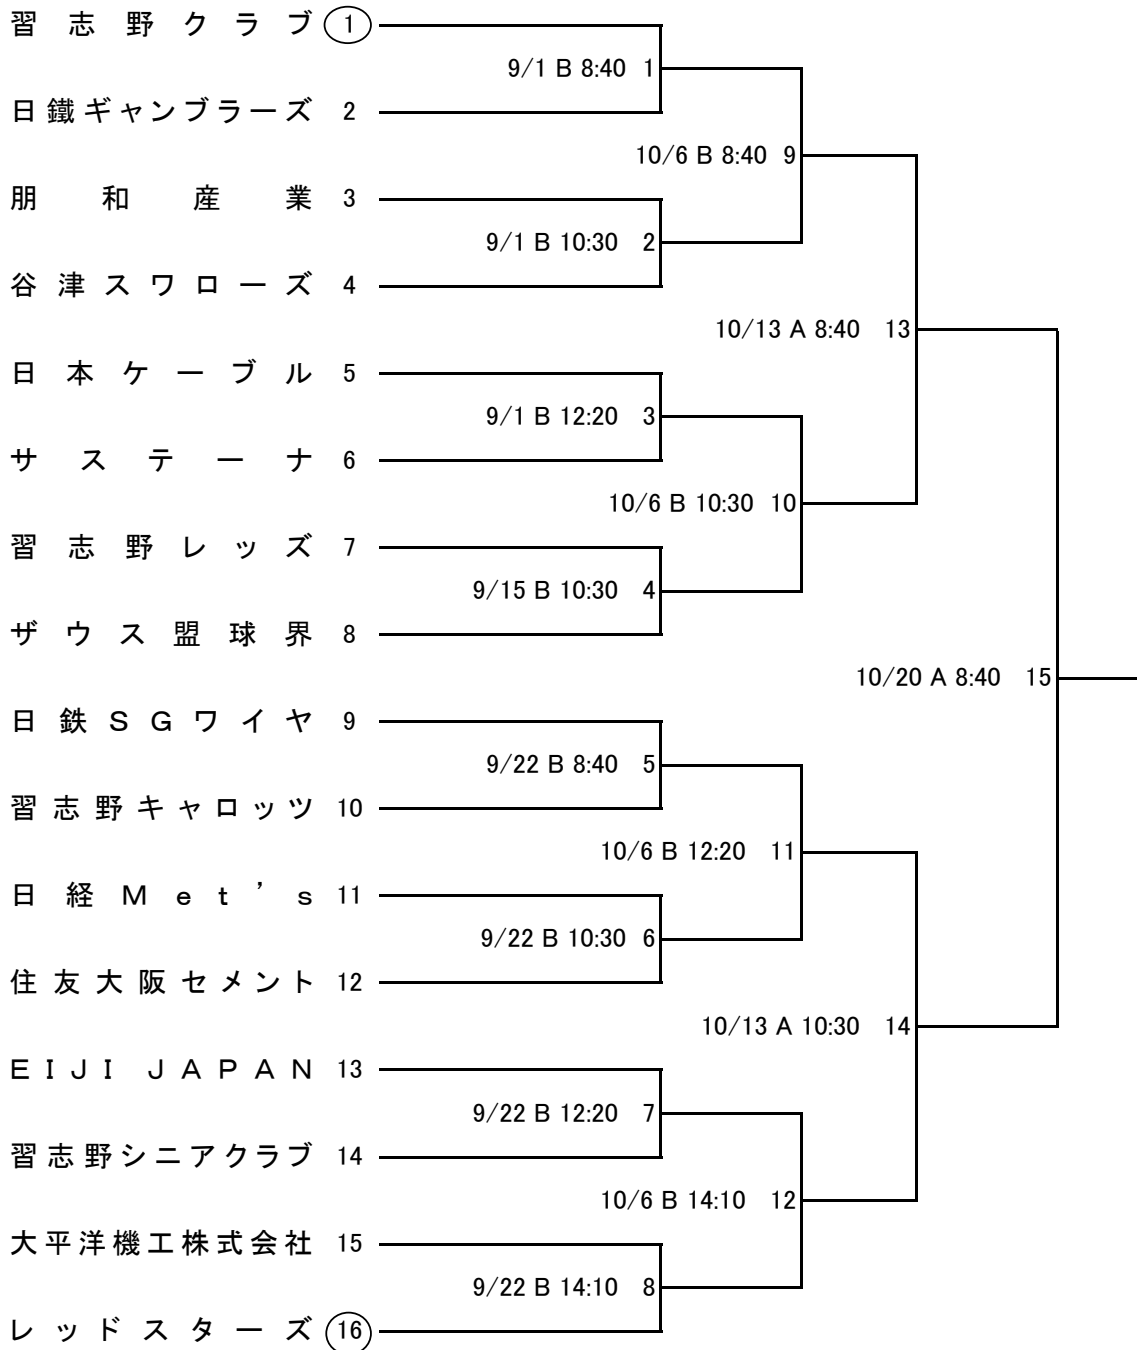 習志野クラブ 1
9/1 B 8:40 1
日鐵ギャンブラーズ 2
10/6 B 8:40 9
朋和産業 3
9/1 B 10:30 2
谷津スワローズ 4
10/13 A 8:40 13
日本ケーブル 5
9/1 B 12:20 3
サステーナ 6
10/6 B 10:30 10
習志野レッズ 7
9/15 B 10:30 4
ザウス盟球界 8
10/20 A 8:40 15
日鉄SGワイヤ 9
9/22 B 8:40 5
習志野キャロッツ 10
10/6 B 12:20 11
日経Met's 11
9/22 B 10:30 6
住友大阪セメント 12
10/13 A 10:30 14
EIJI JAPAN 13
9/22 B 12:20 7
習志野シニアクラブ 14
10/6 B 14:10 12
大平洋機工株式会社 15
9/22 B 14:10 8
レッドスターズ 16